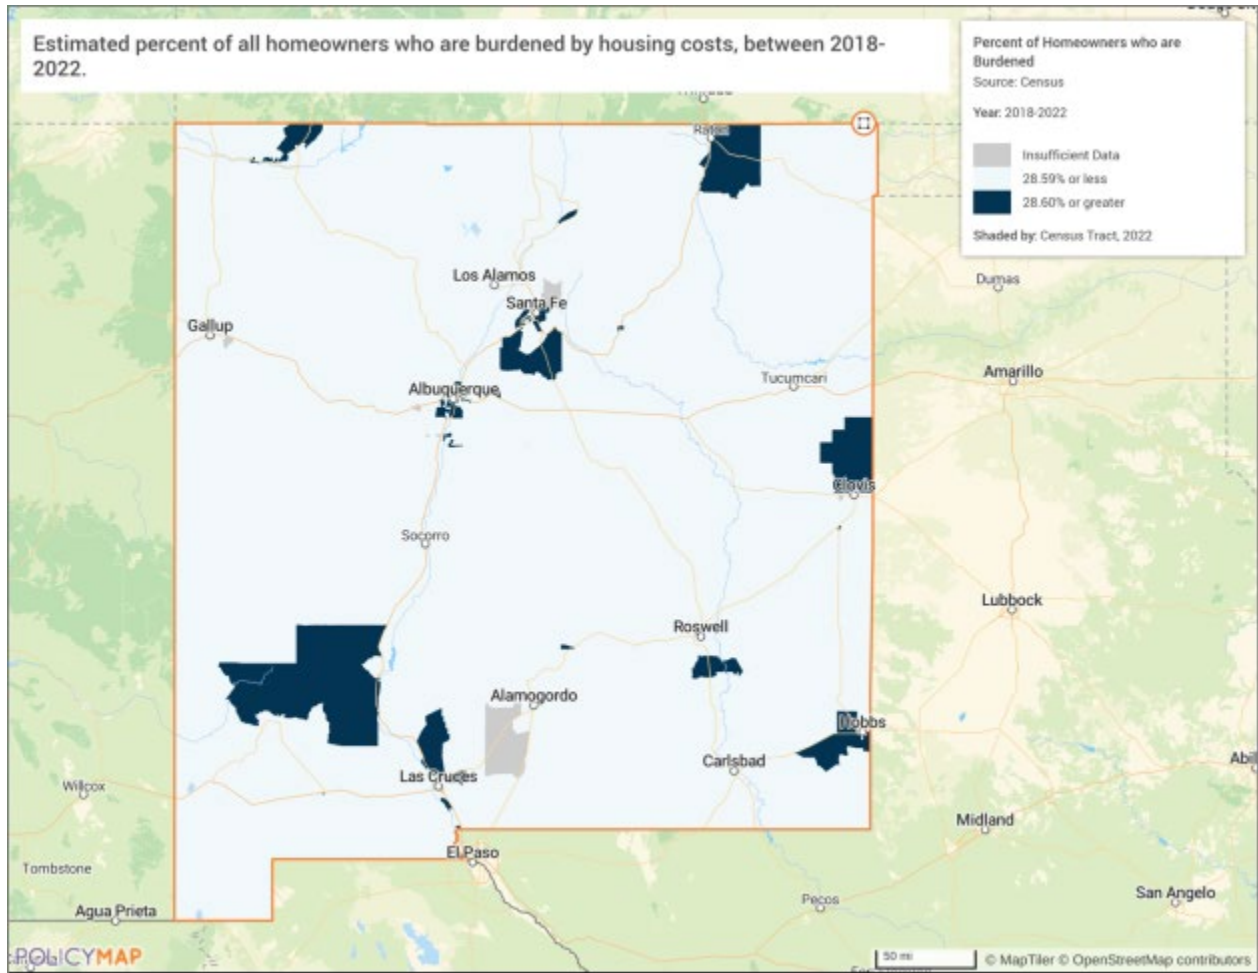 Estimated percent of all homeowners who are burdened by housing costs, between 2018-
2022.
Percent of Homeowners who are
Burdened
Source: Census
Year: 2018-2022
Insufficient Data
28.59% or less
28.60% or greater
Shaded by: Census Tract, 2022
Raton
Los Alamos
Santa Fe
Dumas
Gallup
Albuquerque
Tucumcari
Amarillo
Clovis
Socorro
Lubbock
Roswell
Alamogordo
Hobbs
Las Cruces
Carlsbad
Willcox
Midland
El Paso
Tombstone
Pecos
San Angelo
Agua Prieta
POLICYMAP
50 mi
© MapTiler © OpenStreetMap contributors